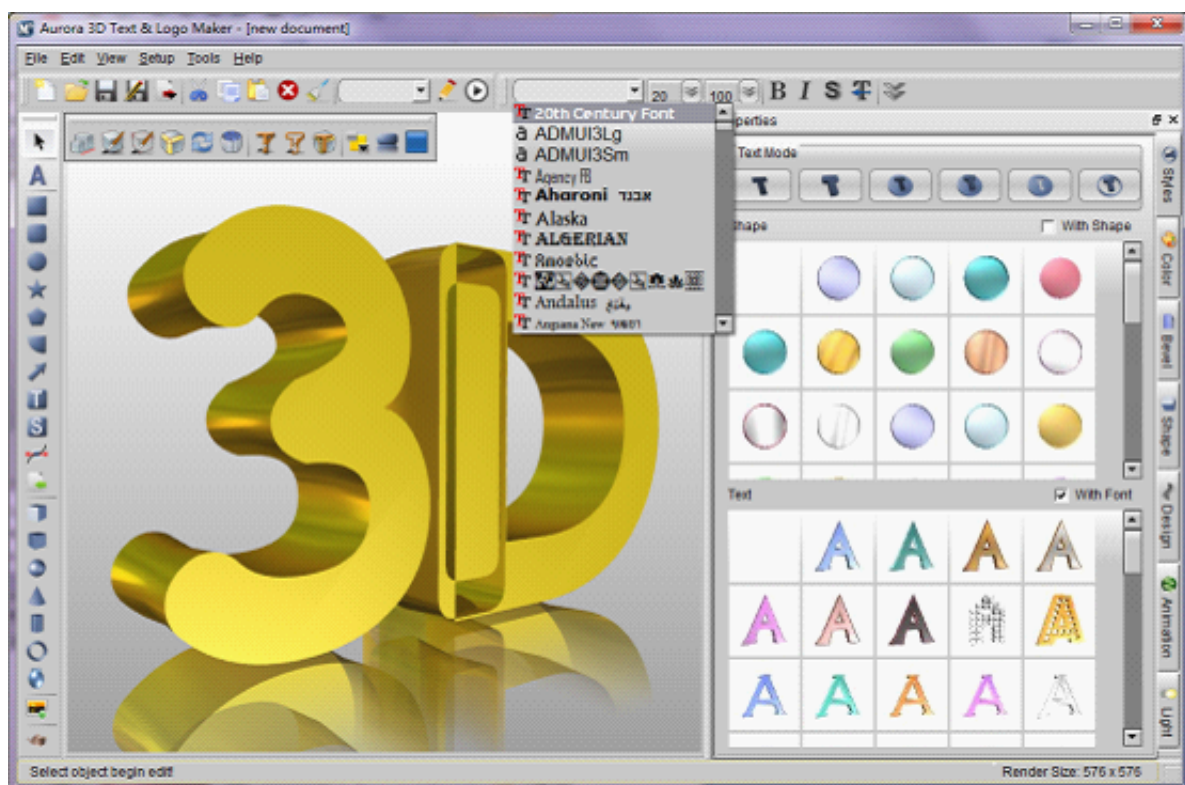 Aurora 3D Text & Logo Maker - [new document]
File Edit View Setup Tools Help
20 100 B I S T
20th Century Font
ADMUI3Lg
ADMUI3Sm
Agency FB
Aharoni אבגד
Alaska
ALGERIAN
Amoebic
Andalus
Angsana New
perties
Text Mode
hape
With Shape
Text
With Font
Styles
Color
Bevel
Shape
Design
Animation
Light
3D
Select object begin edit!
Render Size: 576 x 576